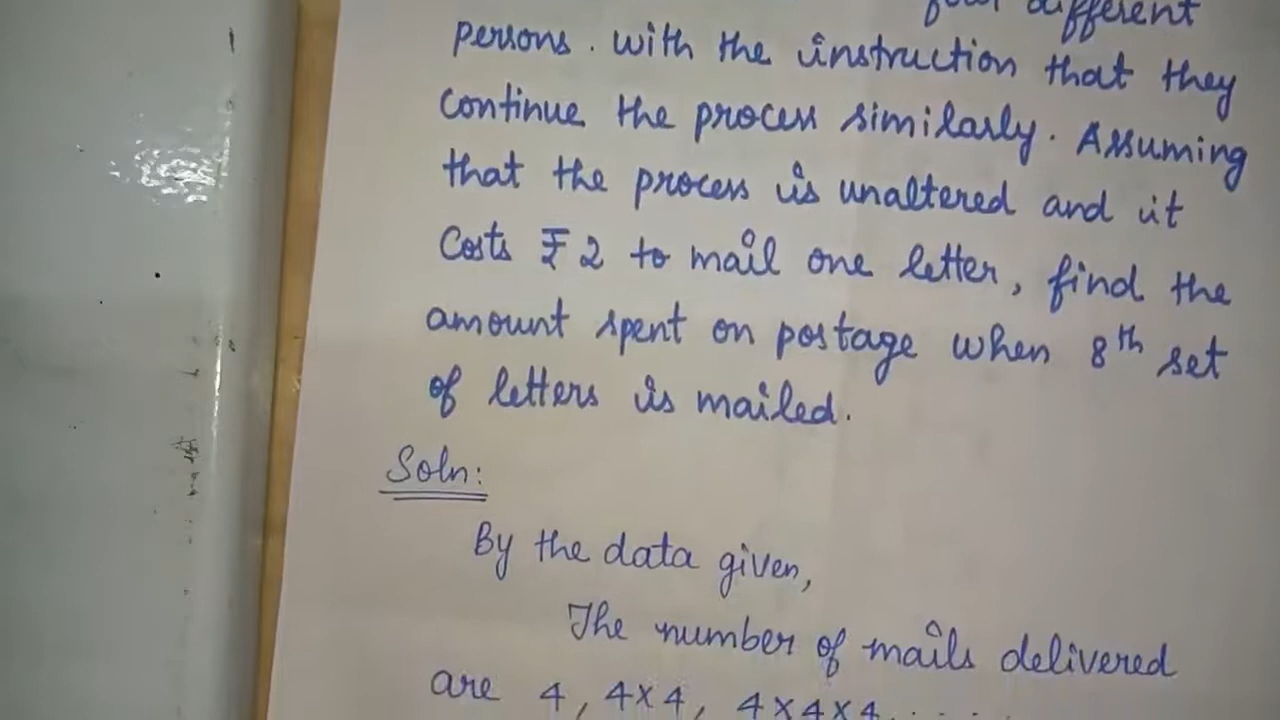 four different
persons. with the instruction that they
continue the process similarly. Assuming
that the process is unaltered and it
costs ₹ 2 to mail one letter, find the
amount spent on postage when 8th set
of letters is mailed.
Soln:
By the data given,
The number of mails delivered
are 4, 4×4, 4×4×4......